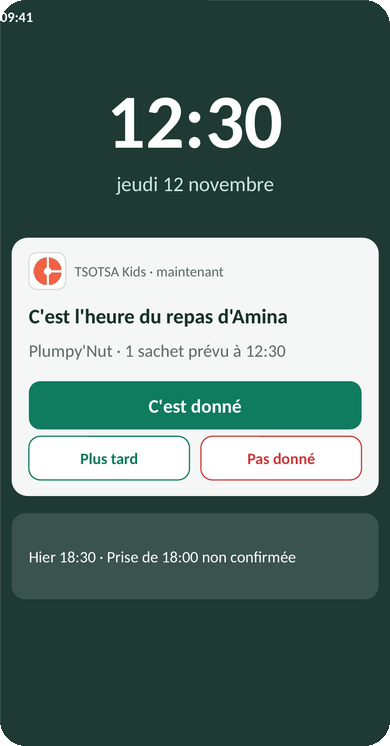 09:41
12:30
jeudi 12 novembre
TSOTSA Kids · maintenant
C'est l'heure du repas d'Amina
Plumpy'Nut · 1 sachet prévu à 12:30
C'est donné
Plus tard
Pas donné
Hier 18:30 · Prise de 18:00 non confirmée